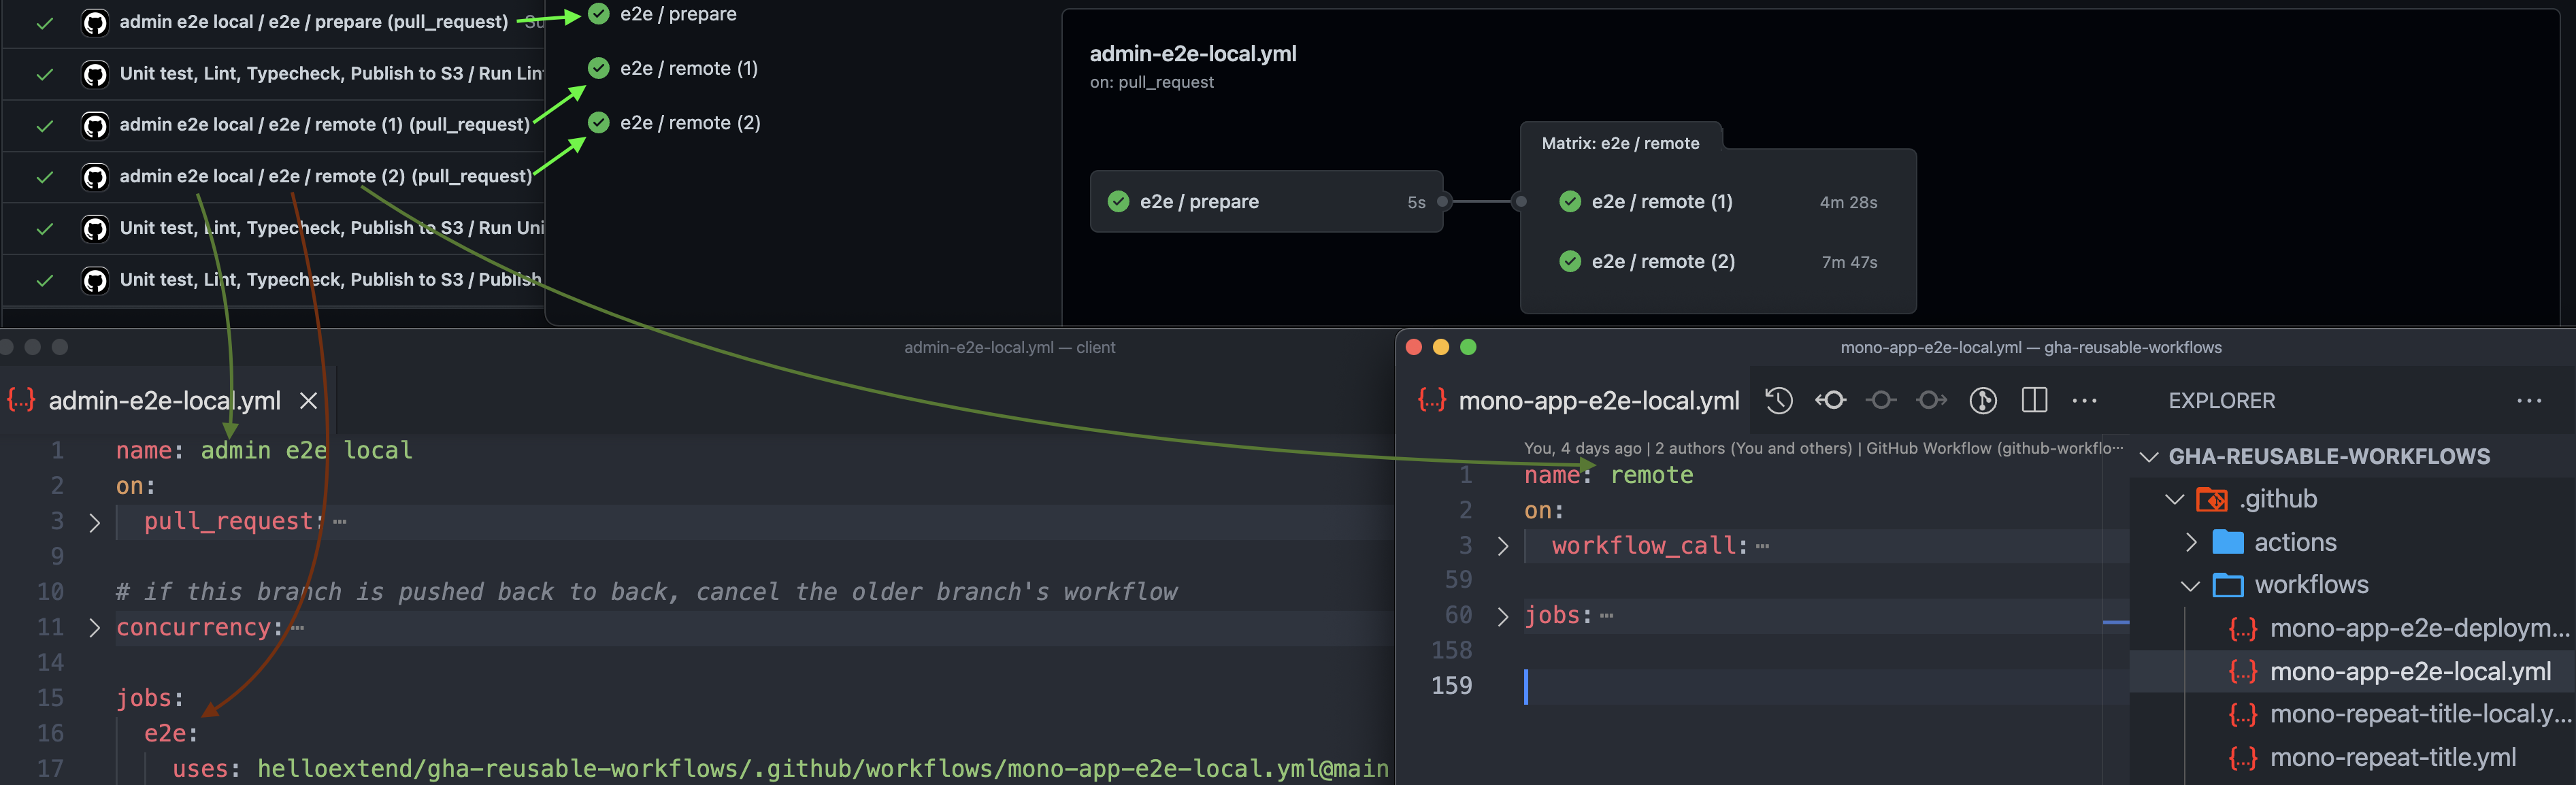 admin e2e local / e2e / prepare (pull_request)
Unit test, Lint, Typecheck, Publish to S3 / Run Lin
admin e2e local / e2e / remote (1) (pull_request)
admin e2e local / e2e / remote (2) (pull_request)
Unit test, Lint, Typecheck, Publish to S3 / Run Uni
Unit test, Lint, Typecheck, Publish to S3 / Publish
e2e / prepare
e2e / remote (1)
e2e / remote (2)
admin-e2e-local.yml
on: pull_request
e2e / prepare 5s
Matrix: e2e / remote
e2e / remote (1) 4m 28s
e2e / remote (2) 7m 47s
admin-e2e-local.yml — client
{...} admin-e2e-local.yml
1 name: admin e2e local
2 on:
3 pull_request: ...
9
10 # if this branch is pushed back to back, cancel the older branch's workflow
11 concurrency: ...
14
15 jobs:
16 e2e:
17 uses: helloextend/gha-reusable-workflows/.github/workflows/mono-app-e2e-local.yml@main
mono-app-e2e-local.yml — gha-reusable-workflows
{...} mono-app-e2e-local.yml
You, 4 days ago | 2 authors (You and others) | GitHub Workflow (github-workflo...
1 name: remote
2 on:
3 workflow_call: ...
59
60 jobs: ...
158
159
EXPLORER ...
GHA-REUSABLE-WORKFLOWS
.github
actions
workflows
{...} mono-app-e2e-deploym...
{...} mono-app-e2e-local.yml
{...} mono-repeat-title-local.y...
{...} mono-repeat-title.yml